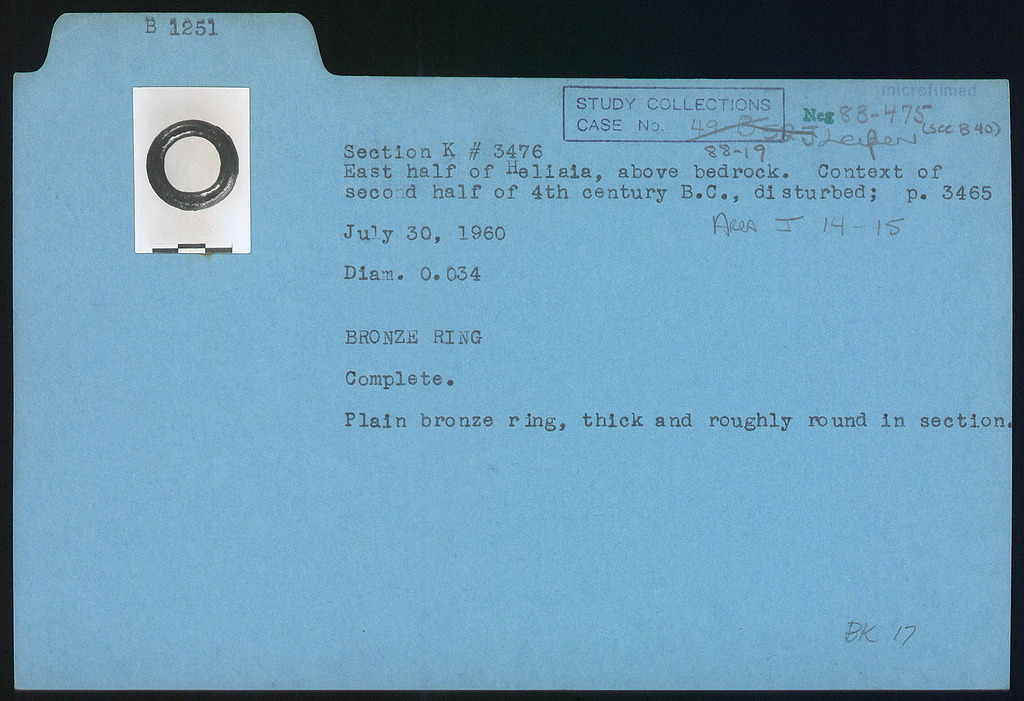 B 1251
microfilmed
STUDY COLLECTIONS
CASE No. 49
88-19
Neg 83-475
(see B 40)
Section K # 3476
East half of Heliaia, above bedrock. Context of
second half of 4th century B.C., disturbed; p. 3465
Area J 14-15
July 30, 1960
Diam. 0.034
BRONZE RING
Complete.
Plain bronze ring, thick and roughly round in section.
BK 17